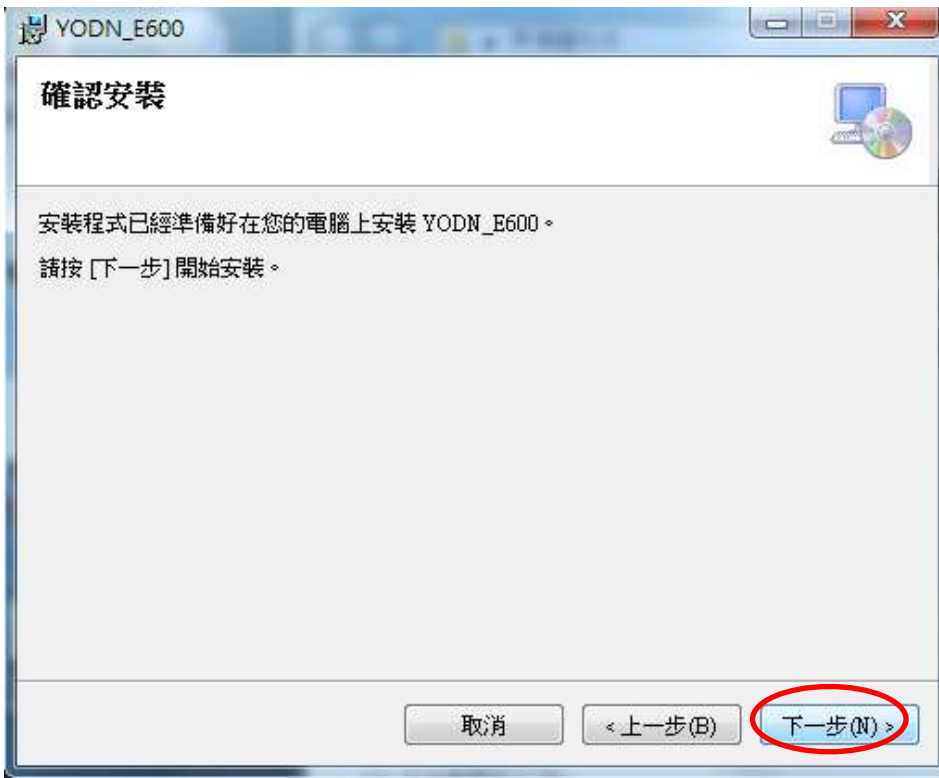 YODN_E600
確認安裝
安裝程式已經準備好在您的電腦上安裝 YODN_E600。
請按 [下一步] 開始安裝。
取消
<上一步(B)
下一步(N)>